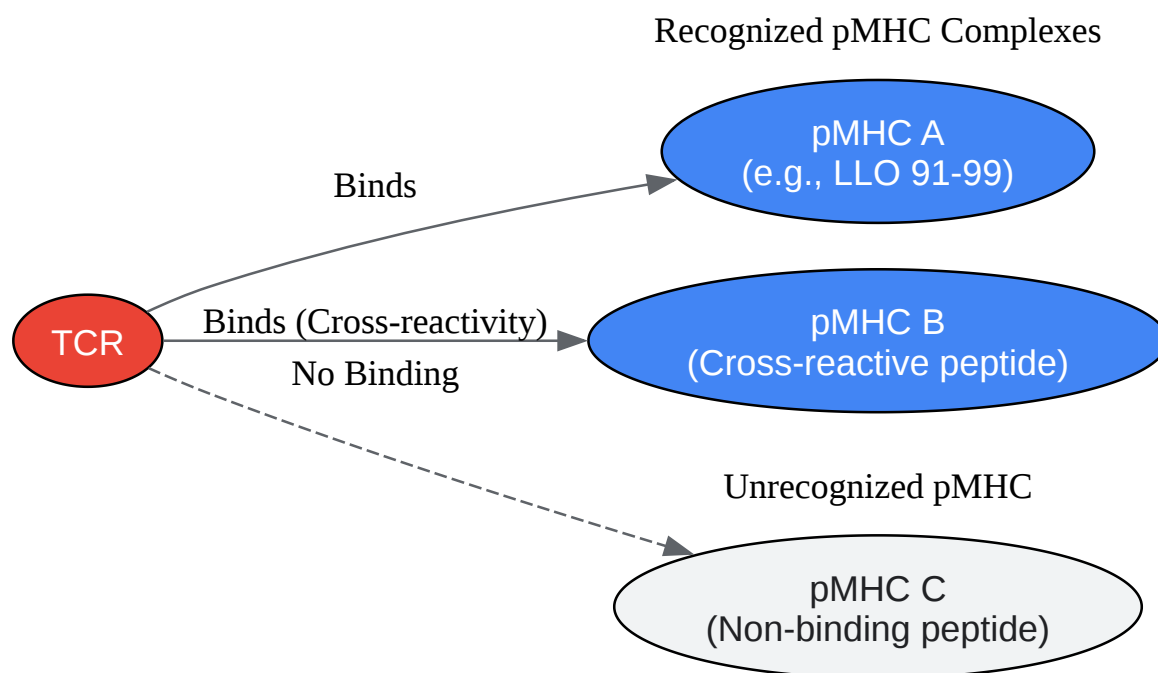 Recognized pMHC Complexes
pMHC A
(e.g., LLO 91-99)
Binds
TCR
Binds (Cross-reactivity)
pMHC B
(Cross-reactive peptide)
No Binding
Unrecognized pMHC
pMHC C
(Non-binding peptide)